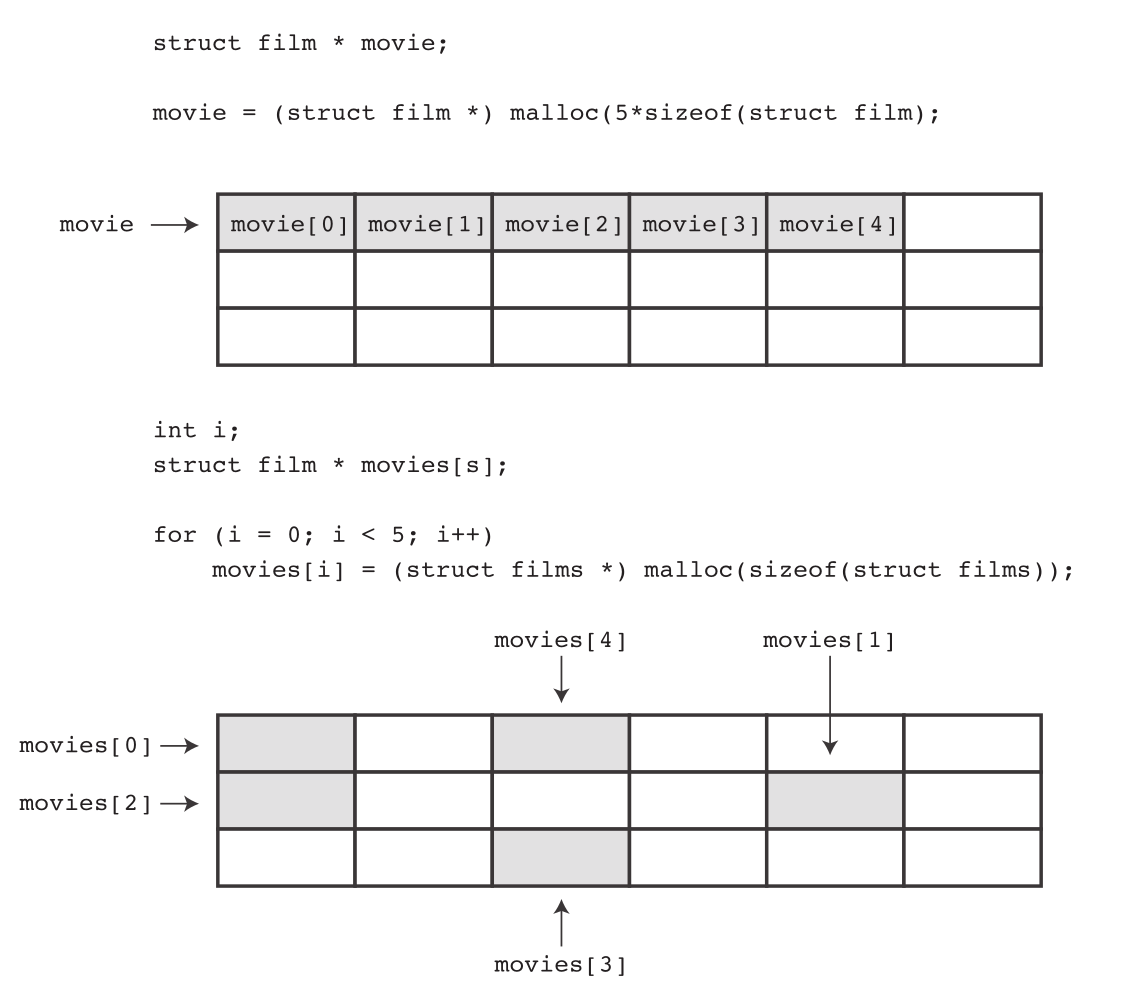 struct film * movie;
movie = (struct film *) malloc(5*sizeof(struct film);
movie
movie[0] movie[1] movie[2] movie[3] movie[4]
int i;
struct film * movies[s];
for (i = 0; i < 5; i++)
movies[i] = (struct films *) malloc(sizeof(struct films));
movies[4] movies[1]
movies[0]
movies[2]
movies[3]